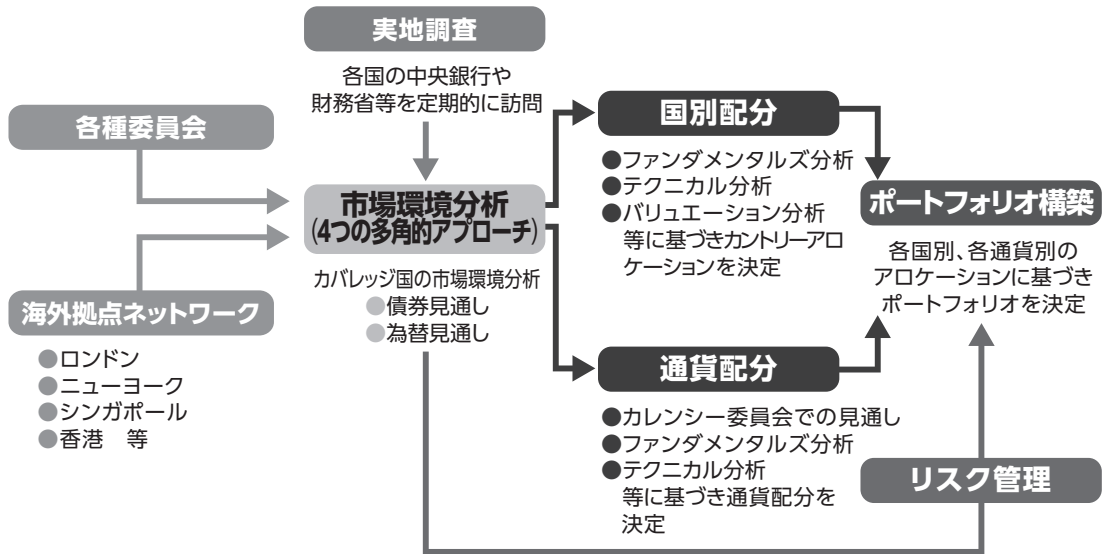 実地調査
各国の中央銀行や
財務省等を定期的に訪問
各種委員会
海外拠点ネットワーク
●ロンドン
●ニューヨーク
●シンガポール
●香港　等
市場環境分析
(4つの多角的アプローチ)
カバレッジ国の市場環境分析
●債券見通し
●為替見通し
国別配分
●ファンダメンタルズ分析
●テクニカル分析
●バリュエーション分析
等に基づきカントリーアロ
ケーションを決定
通貨配分
●カレンシー委員会での見通し
●ファンダメンタルズ分析
●テクニカル分析
等に基づき通貨配分を
決定
ポートフォリオ構築
各国別、各通貨別の
アロケーションに基づき
ポートフォリオを決定
リスク管理